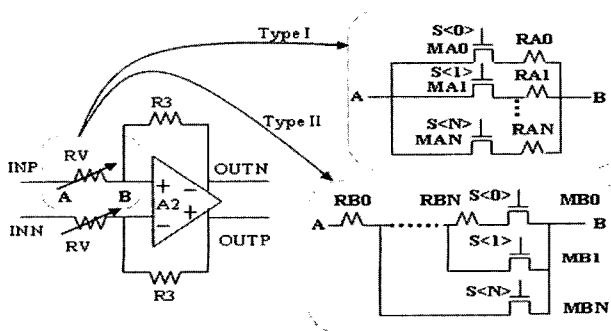 Type I
S<0>
MA0 RA0
S<1>
MA1 RA1
A B
S<N>
MAN RAN
Type II
R3
INP RV OUTN
A B + − A2
INN RV − + OUTP
R3
RB0 RBN S<0> MB0
A B
S<1> MB1
S<N> MBN